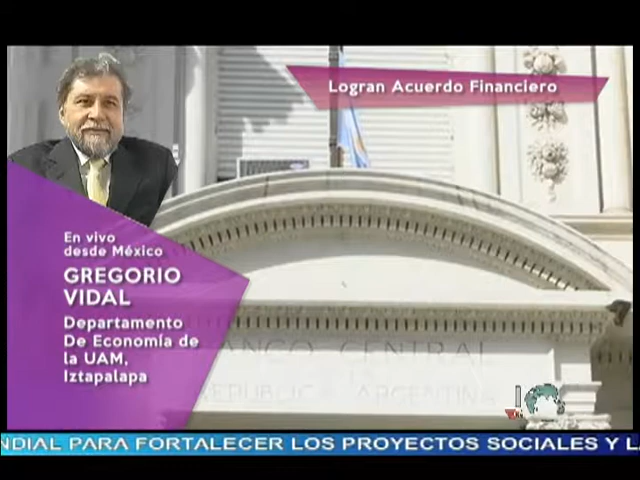 Logran Acuerdo Financiero
En vivo
desde México
GREGORIO
VIDAL
Departamento
De Economía de
la UAM,
Iztapalapa
BANCO CENTRAL
REPUBLICA ARGENTINA
NDIAL PARA FORTALECER LOS PROYECTOS SOCIALES Y LA